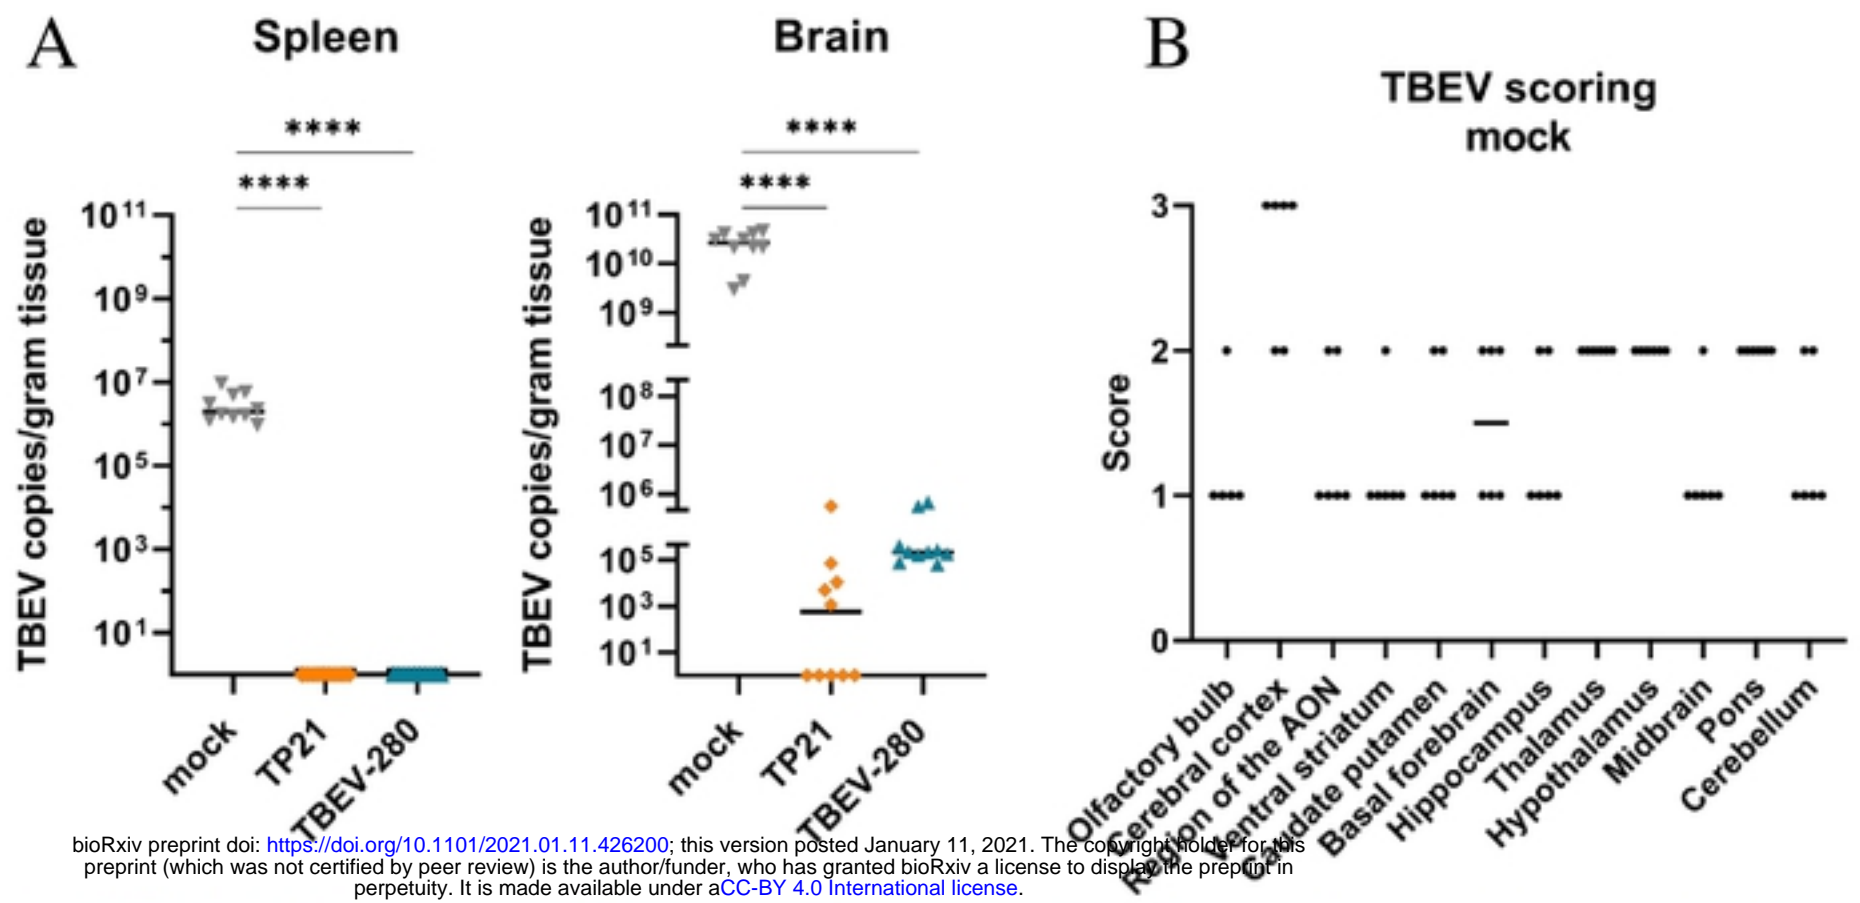 A
Spleen
****
****
TBEV copies/gram tissue
10¹¹
10⁹
10⁷
10⁵
10³
10¹
mock
TP21
TBEV-280
Brain
****
****
TBEV copies/gram tissue
10¹¹
10¹⁰
10⁹
10⁸
10⁷
10⁶
10⁵
10³
10¹
mock
TP21
TBEV-280
B
TBEV scoring
mock
Score
3
2
1
0
Olfactory bulb
Cerebral cortex
Region of the AON
Ventral striatum
Caudate putamen
Basal forebrain
Hippocampus
Thalamus
Hypothalamus
Midbrain
Pons
Cerebellum
bioRxiv preprint doi: https://doi.org/10.1101/2021.01.11.426200; this version posted January 11, 2021. The copyright holder for this
preprint (which was not certified by peer review) is the author/funder, who has granted bioRxiv a license to display the preprint in
perpetuity. It is made available under aCC-BY 4.0 International license.